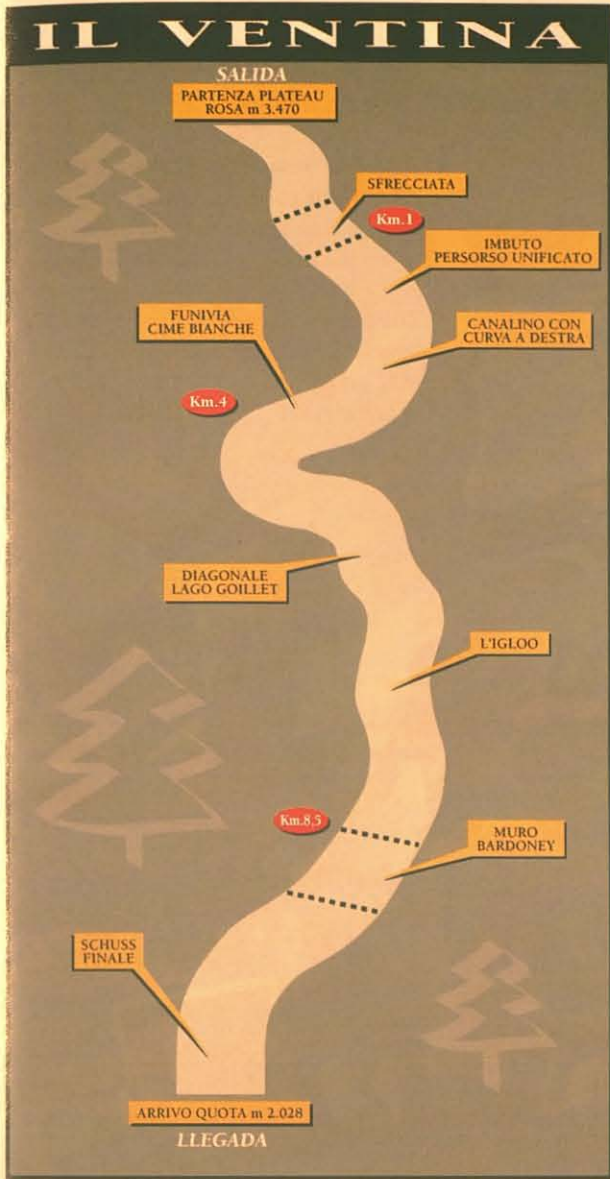 IL VENTINA
SALIDA
PARTENZA PLATEAU
ROSA m 3.470
SFRECCIATA
Km.1
IMBUTO
PERSORSO UNIFICATO
FUNIVIA
CIME BIANCHE
CANALINO CON
CURVA A DESTRA
Km.4
DIAGONALE
LAGO GOILLET
L'IGLOO
Km.8,5
MURO
BARDONEY
SCHUSS
FINALE
ARRIVO QUOTA m 2.028
LLEGADA